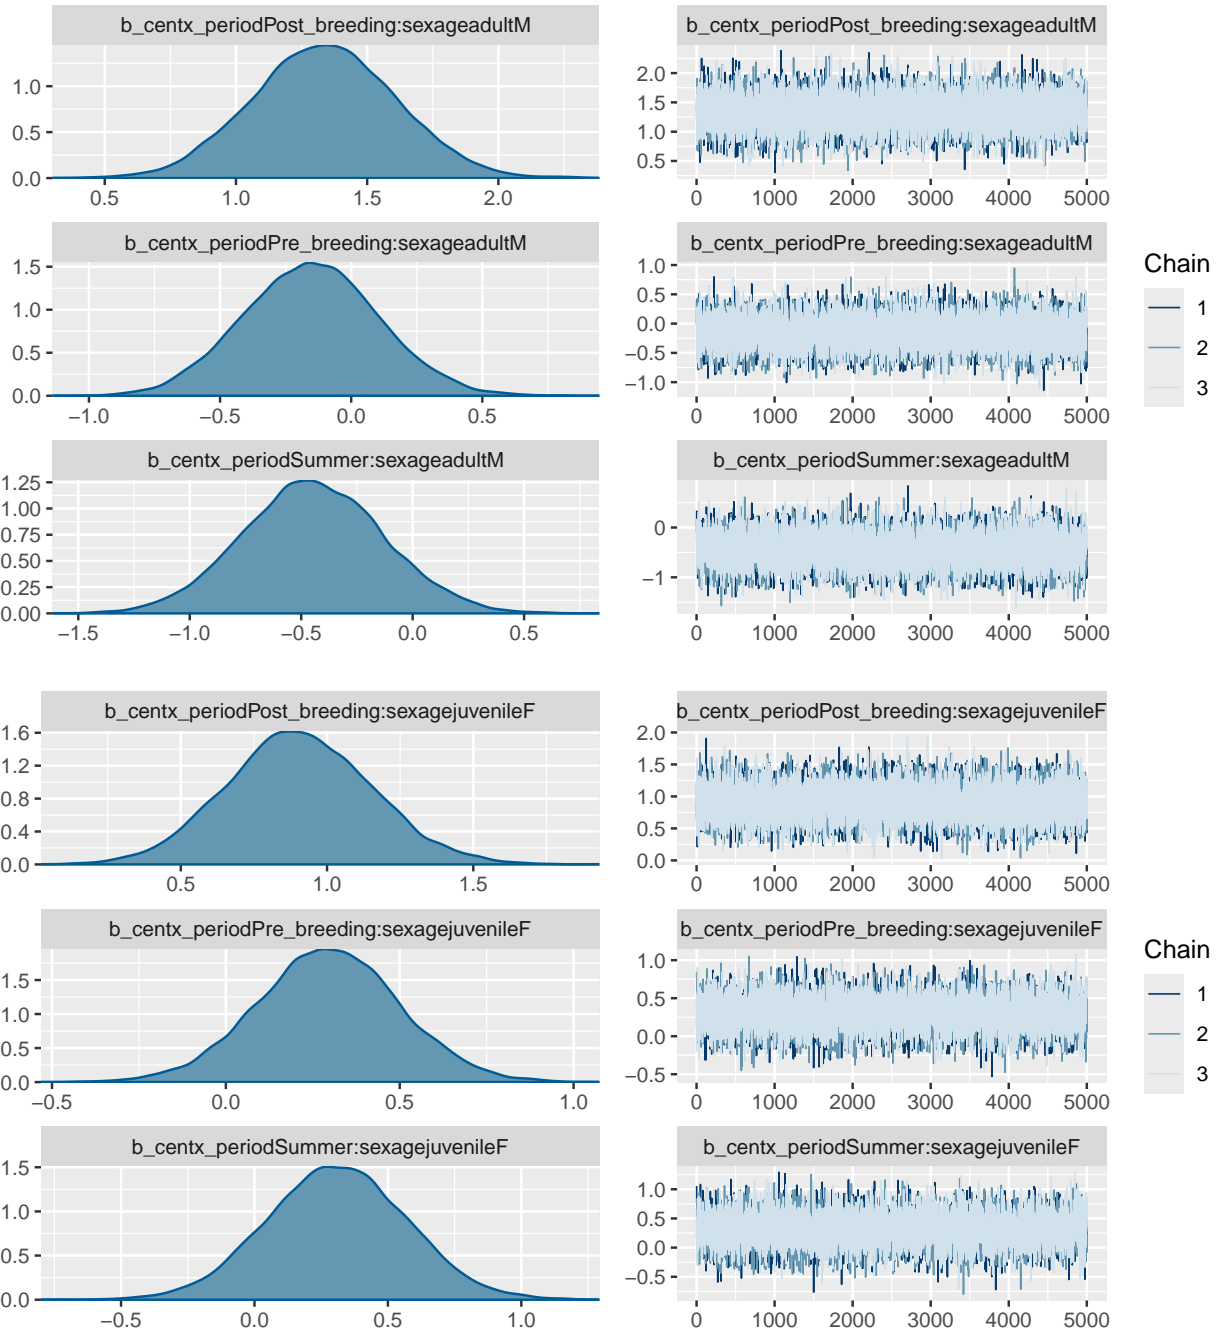 b_centx_periodPost_breeding:sexageadultM
1.0
0.5
0.0
0.5 1.0 1.5 2.0
b_centx_periodPost_breeding:sexageadultM
2.0
1.5
1.0
0.5
0 1000 2000 3000 4000 5000
b_centx_periodPre_breeding:sexageadultM
1.5
1.0
0.5
0.0
−1.0 −0.5 0.0 0.5
b_centx_periodPre_breeding:sexageadultM
1.0
0.5
0.0
−0.5
−1.0
0 1000 2000 3000 4000 5000
b_centx_periodSummer:sexageadultM
1.25
1.00
0.75
0.50
0.25
0.00
−1.5 −1.0 −0.5 0.0 0.5
b_centx_periodSummer:sexageadultM
0
−1
0 1000 2000 3000 4000 5000
Chain
1
2
3
b_centx_periodPost_breeding:sexagejuvenileF
1.6
1.2
0.8
0.4
0.0
0.5 1.0 1.5
b_centx_periodPost_breeding:sexagejuvenileF
2.0
1.5
1.0
0.5
0.0
0 1000 2000 3000 4000 5000
b_centx_periodPre_breeding:sexagejuvenileF
1.5
1.0
0.5
0.0
−0.5 0.0 0.5 1.0
b_centx_periodPre_breeding:sexagejuvenileF
1.0
0.5
0.0
−0.5
0 1000 2000 3000 4000 5000
b_centx_periodSummer:sexagejuvenileF
1.5
1.0
0.5
0.0
−0.5 0.0 0.5 1.0
b_centx_periodSummer:sexagejuvenileF
1.0
0.5
0.0
−0.5
0 1000 2000 3000 4000 5000
Chain
1
2
3